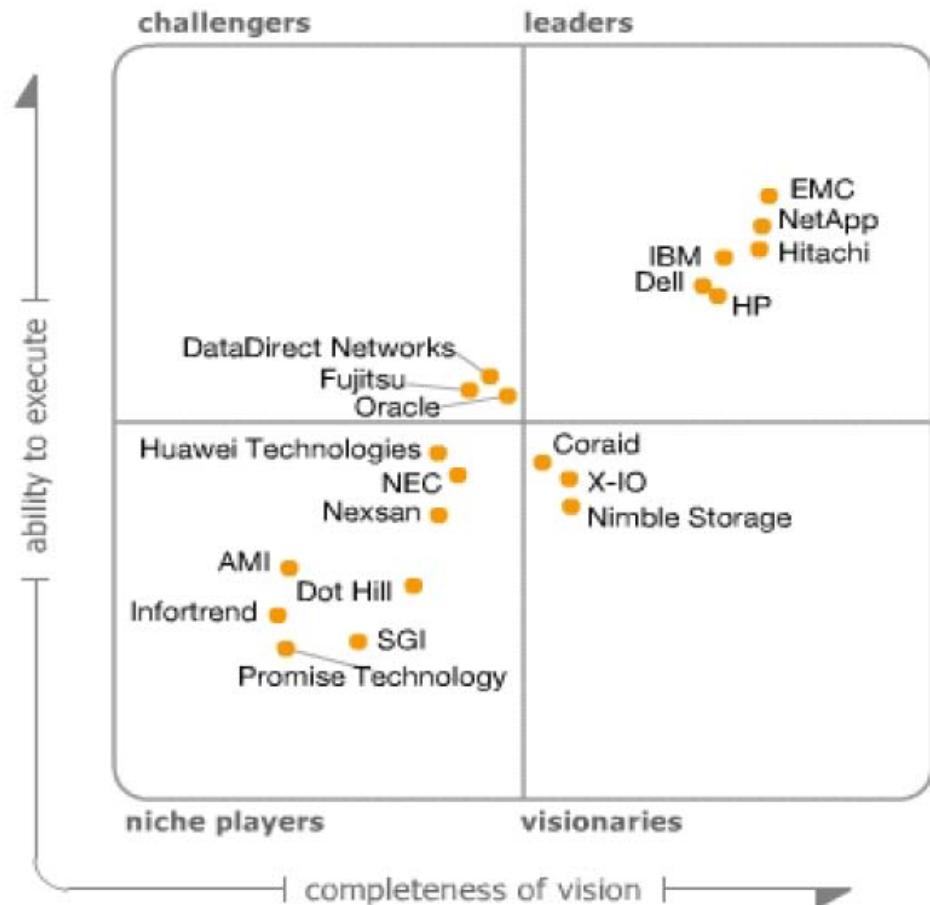 challengers
leaders
EMC
NetApp
IBM
Hitachi
Dell
HP
DataDirect Networks
Fujitsu
Oracle
Huawei Technologies
Coraid
NEC
X-IO
Nexsan
Nimble Storage
AMI
Dot Hill
Infortrend
SGI
Promise Technology
niche players
visionaries
ability to execute
completeness of vision